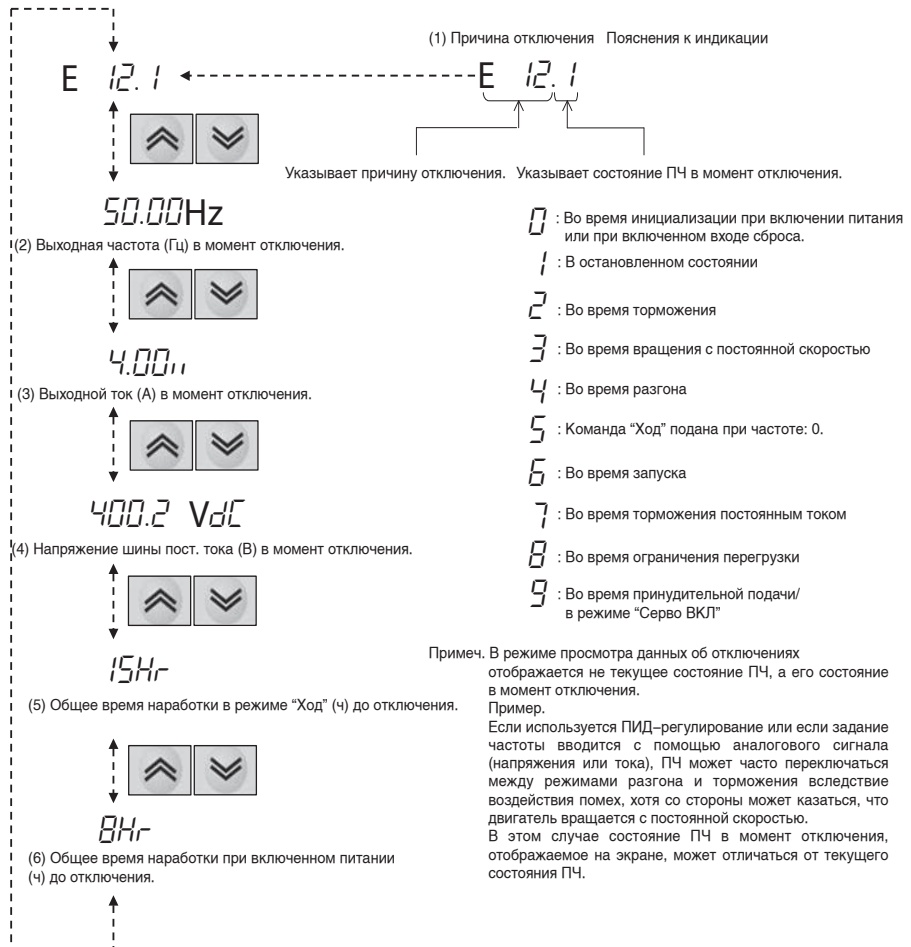 (1) Причина отключения Пояснения к индикации
E 12.1
E 12.1
Указывает причину отключения. Указывает состояние ПЧ в момент отключения.
50.00Hz
(2) Выходная частота (Гц) в момент отключения.
4.00
(3) Выходной ток (А) в момент отключения.
400.2 VdC
(4) Напряжение шины пост. тока (В) в момент отключения.
15Hr
(5) Общее время наработки в режиме “Ход” (ч) до отключения.
8Hr
(6) Общее время наработки при включенном питании
(ч) до отключения.
0 : Во время инициализации при включении питания
или при включенном входе сброса.
1 : В остановленном состоянии
2 : Во время торможения
3 : Во время вращения с постоянной скоростью
4 : Во время разгона
5 : Команда “Ход” подана при частоте: 0.
6 : Во время запуска
7 : Во время торможения постоянным током
8 : Во время ограничения перегрузки
9 : Во время принудительной подачи/
в режиме “Серво ВКЛ”
Примеч. В режиме просмотра данных об отключениях
отображается не текущее состояние ПЧ, а его состояние
в момент отключения.
Пример.
Если используется ПИД–регулирование или если задание
частоты вводится с помощью аналогового сигнала
(напряжения или тока), ПЧ может часто переключаться
между режимами разгона и торможения вследствие
воздействия помех, хотя со стороны может казаться, что
двигатель вращается с постоянной скоростью.
В этом случае состояние ПЧ в момент отключения,
отображаемое на экране, может отличаться от текущего
состояния ПЧ.